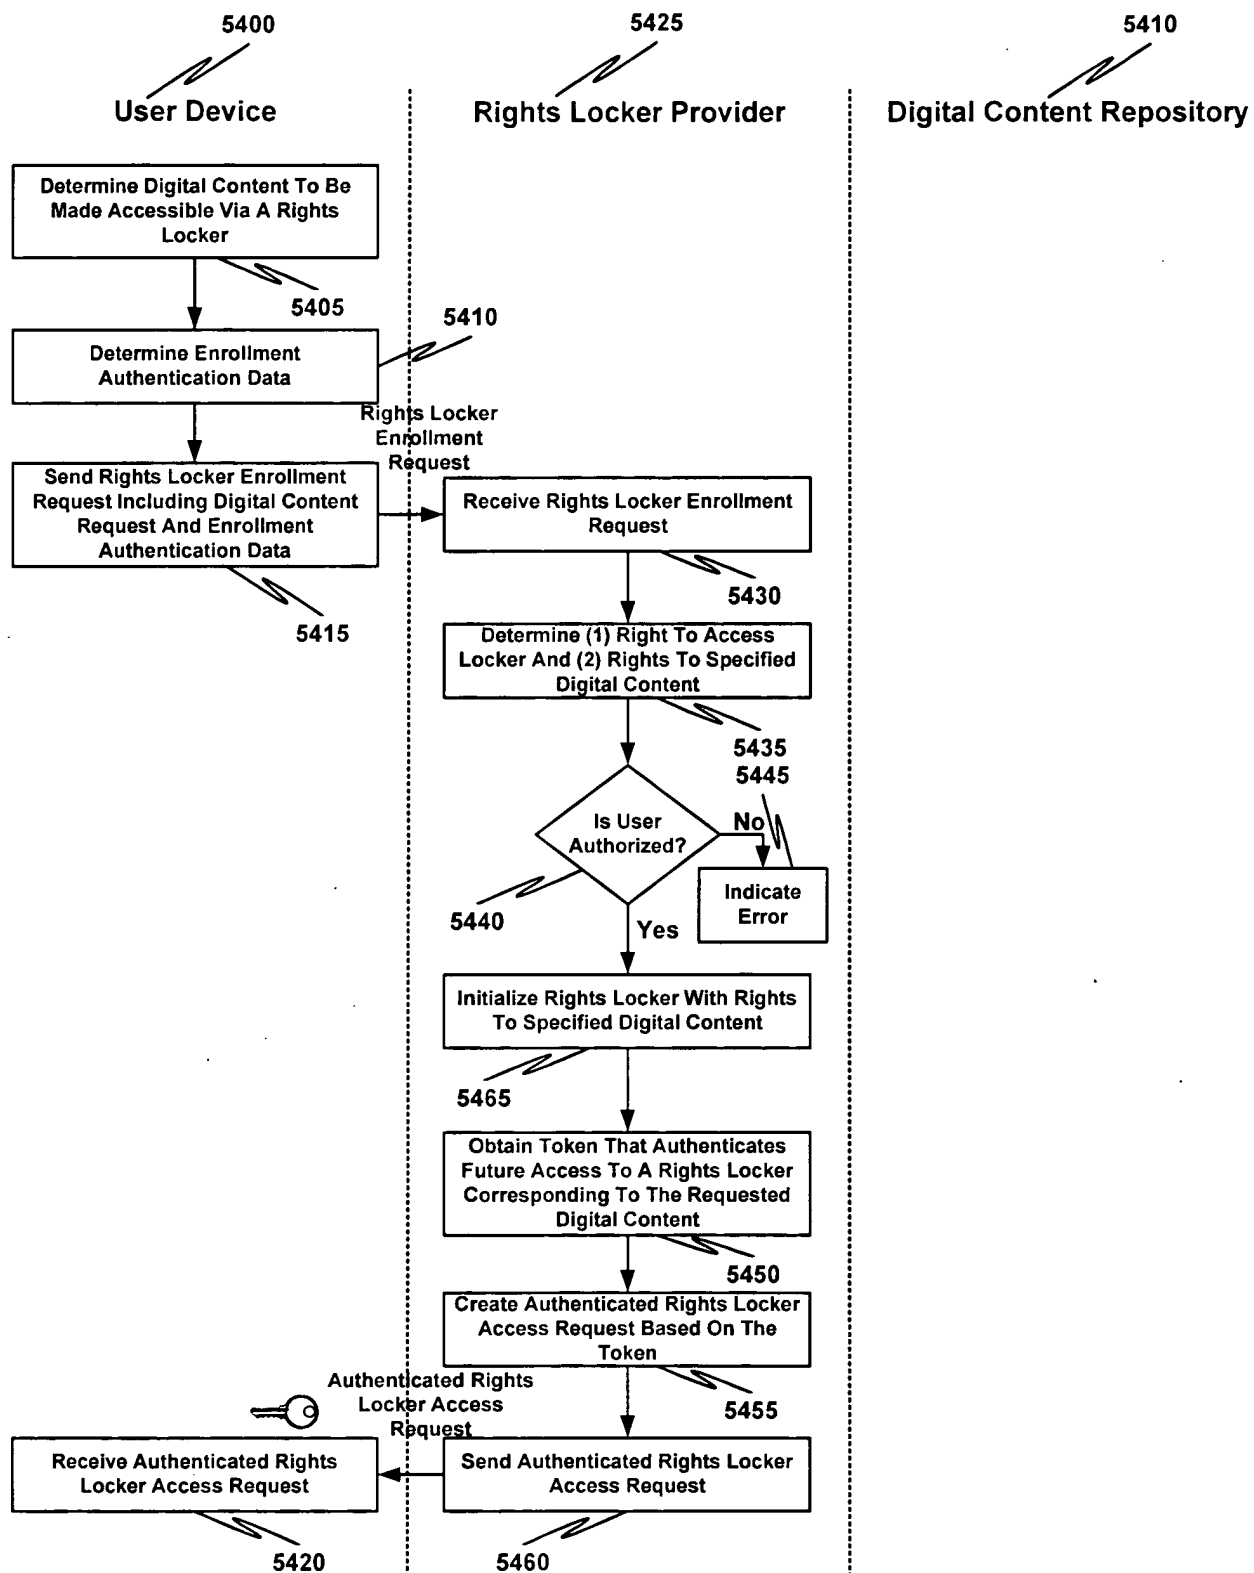 5400
5425
5410
User Device
Rights Locker Provider
Digital Content Repository
Determine Digital Content To Be
Made Accessible Via A Rights
Locker
5405
5410
Determine Enrollment
Authentication Data
Rights Locker
Enrollment
Request
Send Rights Locker Enrollment
Request Including Digital Content
Request And Enrollment
Authentication Data
5415
Receive Rights Locker Enrollment
Request
5430
Determine (1) Right To Access
Locker And (2) Rights To Specified
Digital Content
5435
5445
Is User
Authorized?
No
5440
Indicate
Error
Yes
Initialize Rights Locker With Rights
To Specified Digital Content
5465
Obtain Token That Authenticates
Future Access To A Rights Locker
Corresponding To The Requested
Digital Content
5450
Create Authenticated Rights Locker
Access Request Based On The
Token
5455
Authenticated Rights
Locker Access
Request
Send Authenticated Rights Locker
Access Request
5460
Receive Authenticated Rights
Locker Access Request
5420